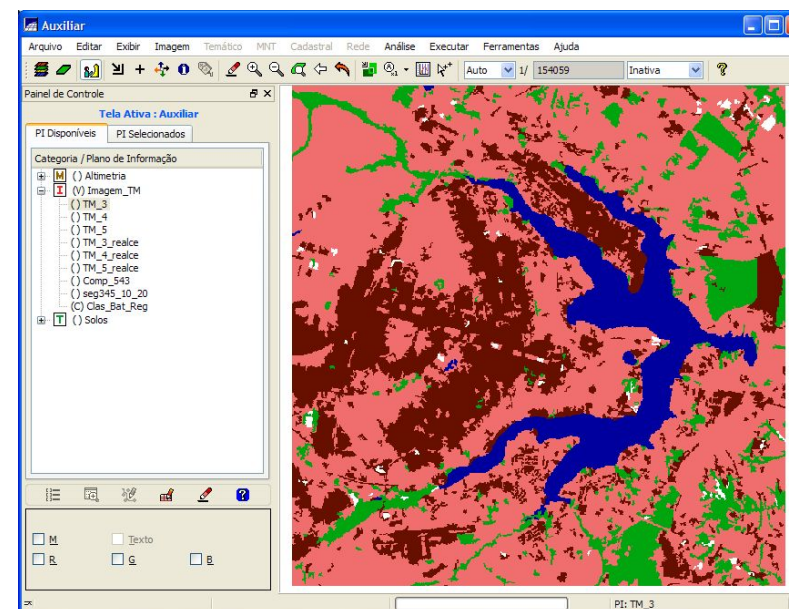 Auxiliar
Arquivo Editar Exibir Imagem Temático MNT Cadastral Rede Análise Executar Ferramentas Ajuda
Auto 1/ 154059 Inativa
Painel de Controle
Tela Ativa : Auxiliar
PI Disponíveis PI Selecionados
Categoria / Plano de Informação
M () Altimetria
I (V) Imagem_TM
() TM_3
() TM_4
() TM_5
() TM_3_realce
() TM_4_realce
() TM_5_realce
() Comp_543
() seg345_10_20
(C) Clas_Bat_Reg
T () Solos
M Texto
R G B
PI: TM_3